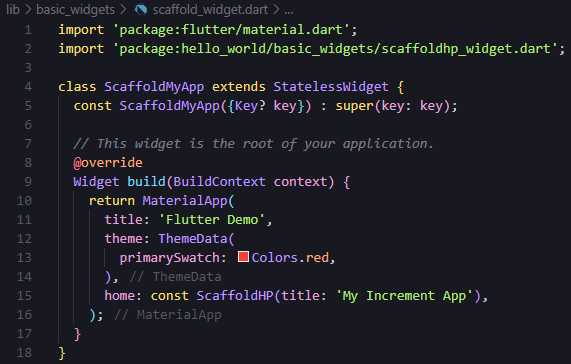 lib > basic_widgets > scaffold_widget.dart > ...
1 import 'package:flutter/material.dart';
2 import 'package:hello_world/basic_widgets/scaffoldhp_widget.dart';
3
4 class ScaffoldMyApp extends StatelessWidget {
5   const ScaffoldMyApp({Key? key}) : super(key: key);
6
7   // This widget is the root of your application.
8   @override
9   Widget build(BuildContext context) {
10     return MaterialApp(
11       title: 'Flutter Demo',
12       theme: ThemeData(
13         primarySwatch: Colors.red,
14       ), // ThemeData
15       home: const ScaffoldHP(title: 'My Increment App'),
16     ); // MaterialApp
17   }
18 }